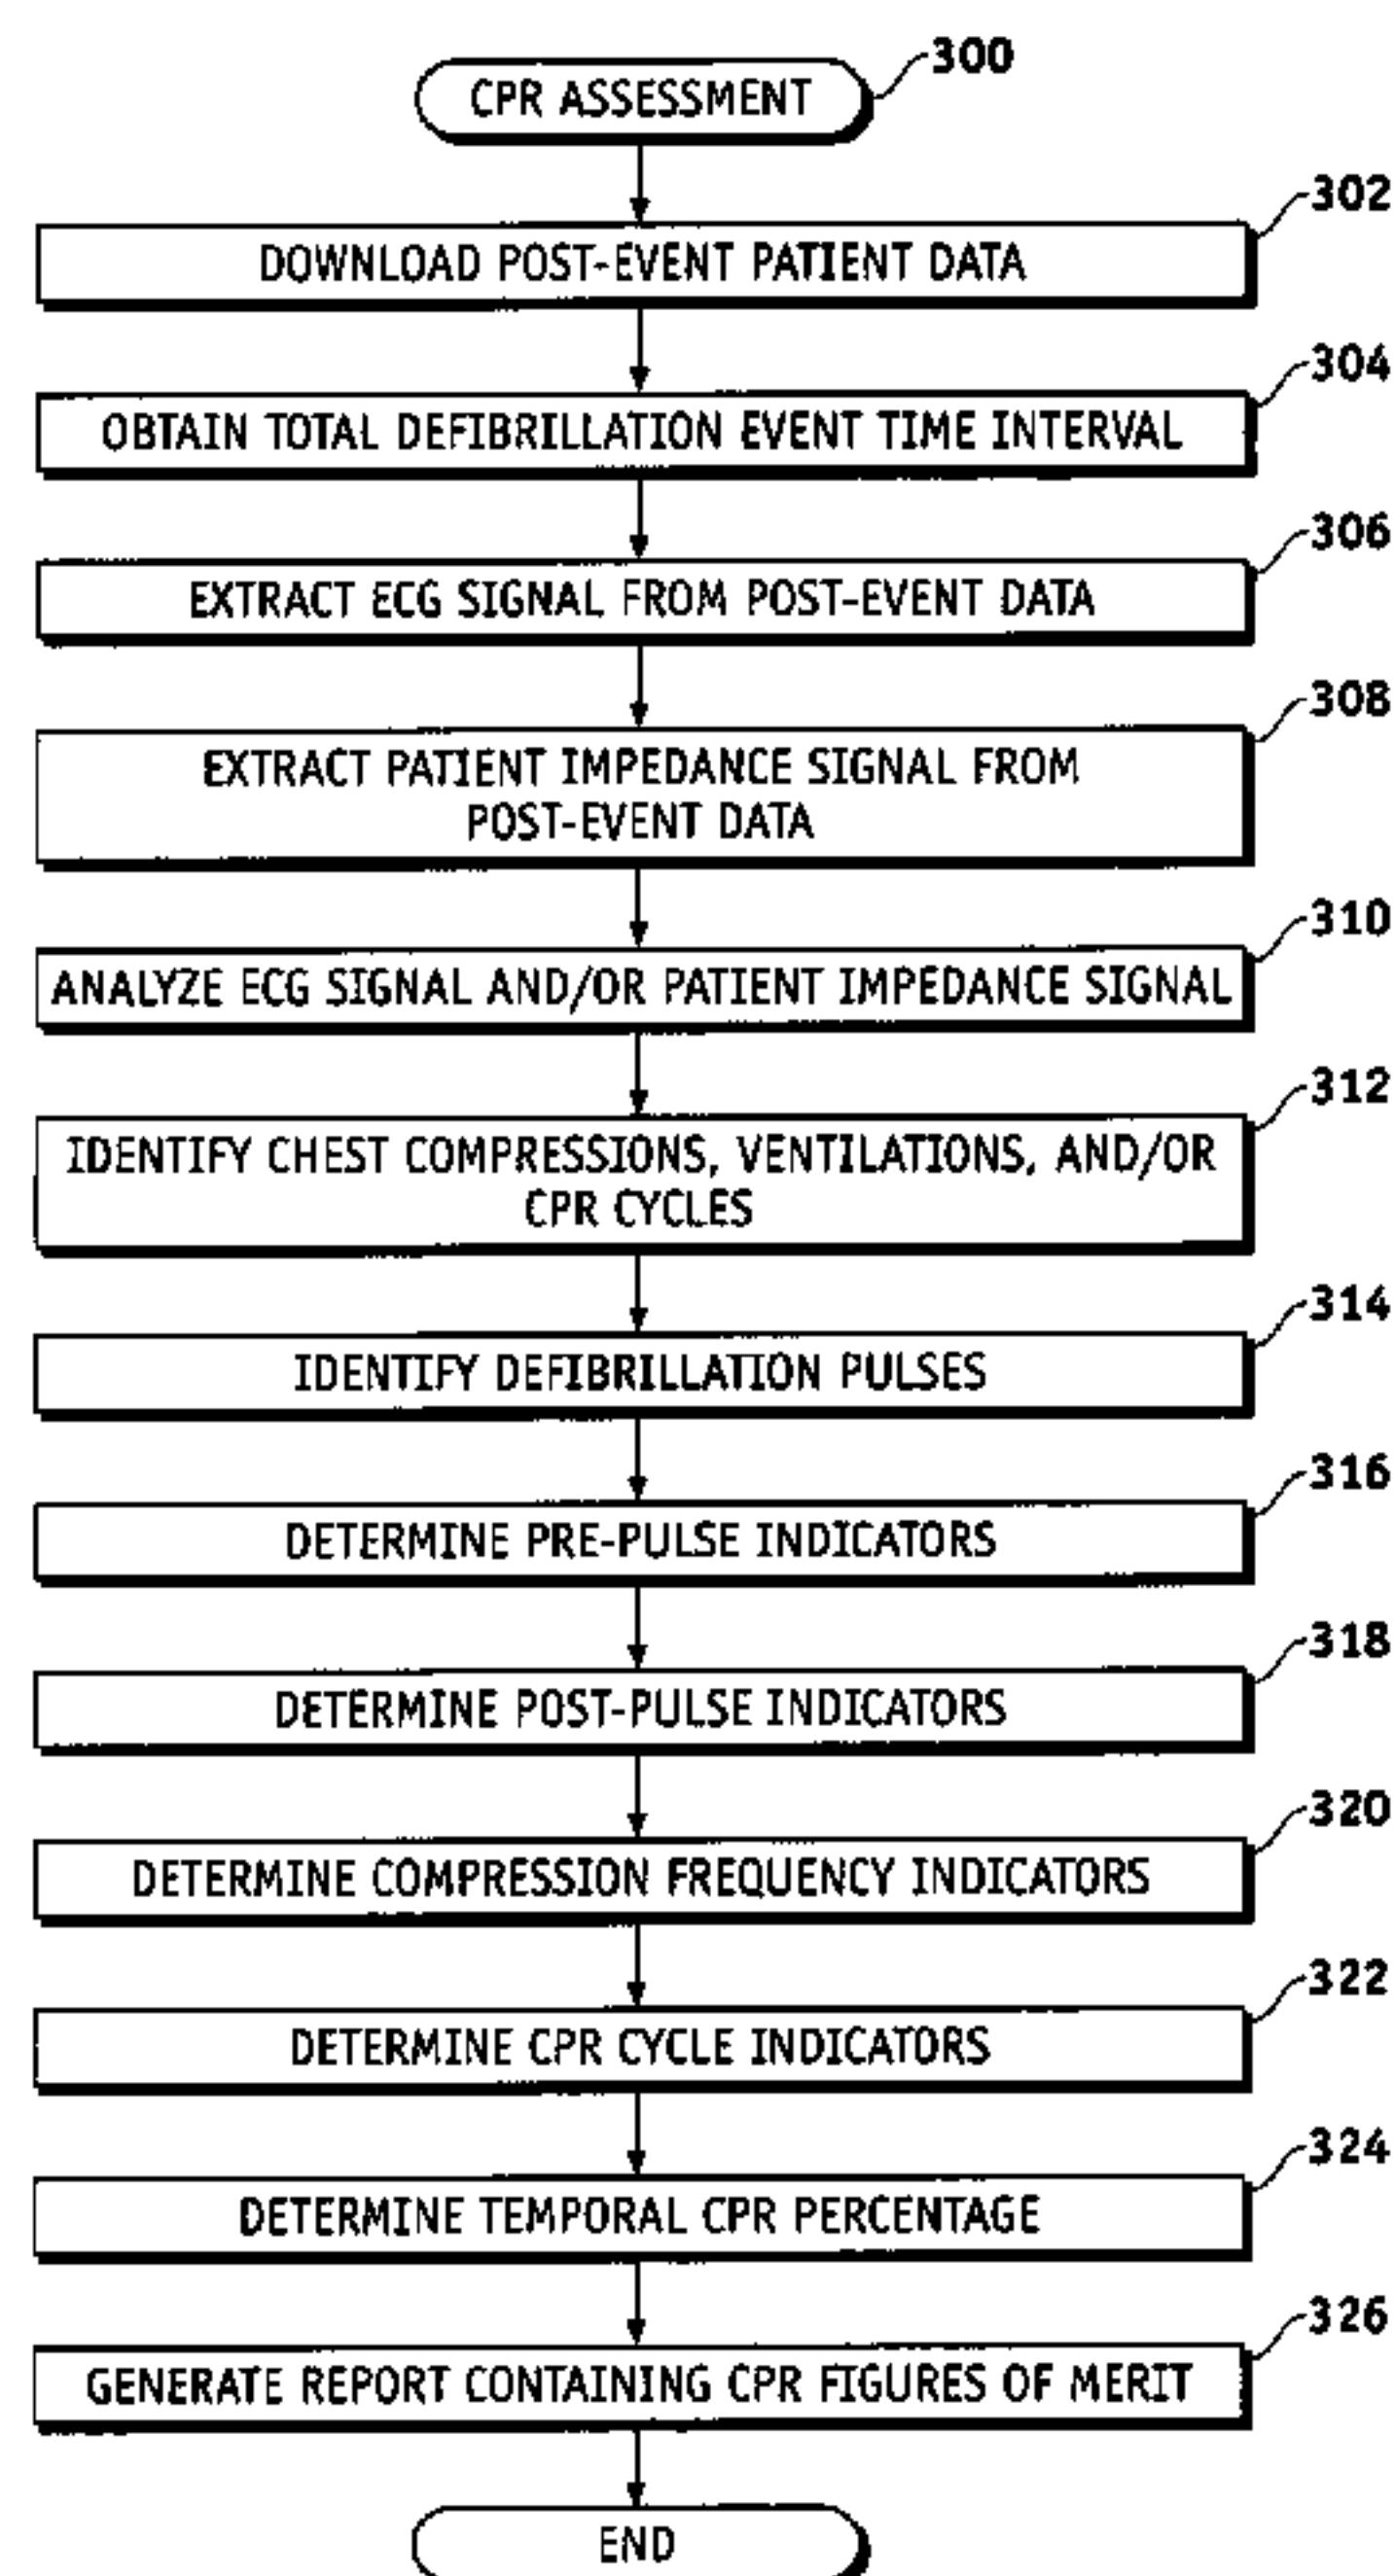 300
CPR ASSESSMENT
302
DOWNLOAD POST-EVENT PATIENT DATA
304
OBTAIN TOTAL DEFIBRILLATION EVENT TIME INTERVAL
306
EXTRACT ECG SIGNAL FROM POST-EVENT DATA
308
EXTRACT PATIENT IMPEDANCE SIGNAL FROM
POST-EVENT DATA
310
ANALYZE ECG SIGNAL AND/OR PATIENT IMPEDANCE SIGNAL
312
IDENTIFY CHEST COMPRESSIONS, VENTILATIONS, AND/OR
CPR CYCLES
314
IDENTIFY DEFIBRILLATION PULSES
316
DETERMINE PRE-PULSE INDICATORS
318
DETERMINE POST-PULSE INDICATORS
320
DETERMINE COMPRESSION FREQUENCY INDICATORS
322
DETERMINE CPR CYCLE INDICATORS
324
DETERMINE TEMPORAL CPR PERCENTAGE
326
GENERATE REPORT CONTAINING CPR FIGURES OF MERIT
END